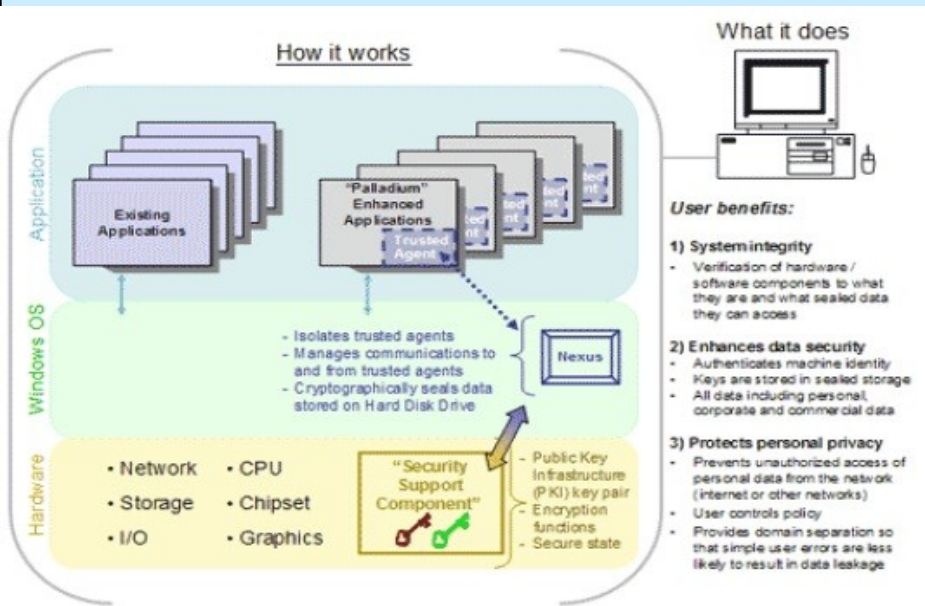 How it works
What it does
Application
Existing
Applications
"Palladium"
Enhanced
Applications
Trusted
Agent
Windows OS
- Isolates trusted agents
- Manages communications to
and from trusted agents
- Cryptographically seals data
stored on Hard Disk Drive
Nexus
Hardware
• Network
• Storage
• I/O
• CPU
• Chipset
• Graphics
"Security
Support
Component"
- Public Key
Infrastructure
(PKI) key pair
- Encryption
functions
- Secure state
User benefits:
1) System integrity
- Verification of hardware /
software components to what
they are and what sealed data
they can access
2) Enhances data security
- Authenticates machine identity
- Keys are stored in sealed storage
- All data including personal,
corporate and commercial data
3) Protects personal privacy
- Prevents unauthorized access of
personal data from the network
(internet or other networks)
- User controls policy
- Provides domain separation so
that simple user errors are less
likely to result in data leakage